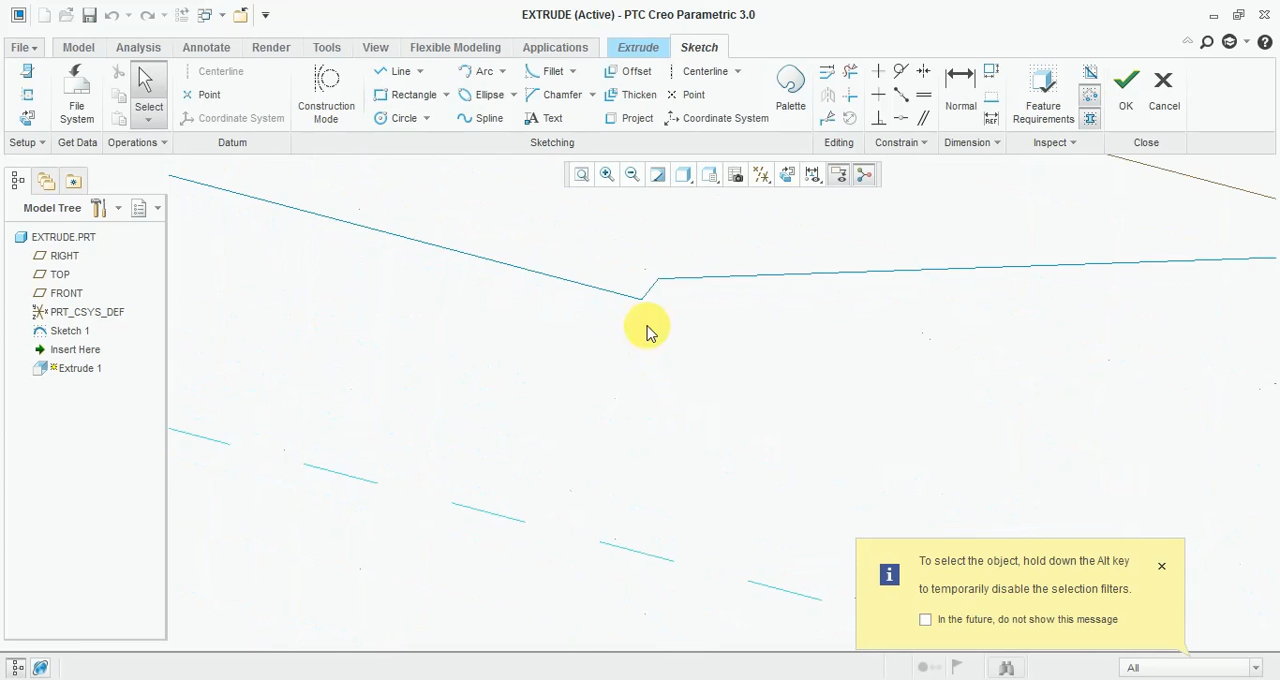 EXTRUDE (Active) - PTC Creo Parametric 3.0
File Model Analysis Annotate Render Tools View Flexible Modeling Applications Extrude Sketch
Centerline Line Arc Fillet Offset Centerline
Point Rectangle Ellipse Chamfer Thicken Point
Coordinate System Circle Spline Text Project Coordinate System
File System
Select
Construction Mode
Palette
Normal
Feature Requirements
OK
Cancel
Setup Get Data Operations Datum Sketching Editing Constrain Dimension Inspect Close
Model Tree
EXTRUDE.PRT
RIGHT
TOP
FRONT
PRT_CSYS_DEF
Sketch 1
Insert Here
Extrude 1
To select the object, hold down the Alt key
to temporarily disable the selection filters.
In the future, do not show this message
All